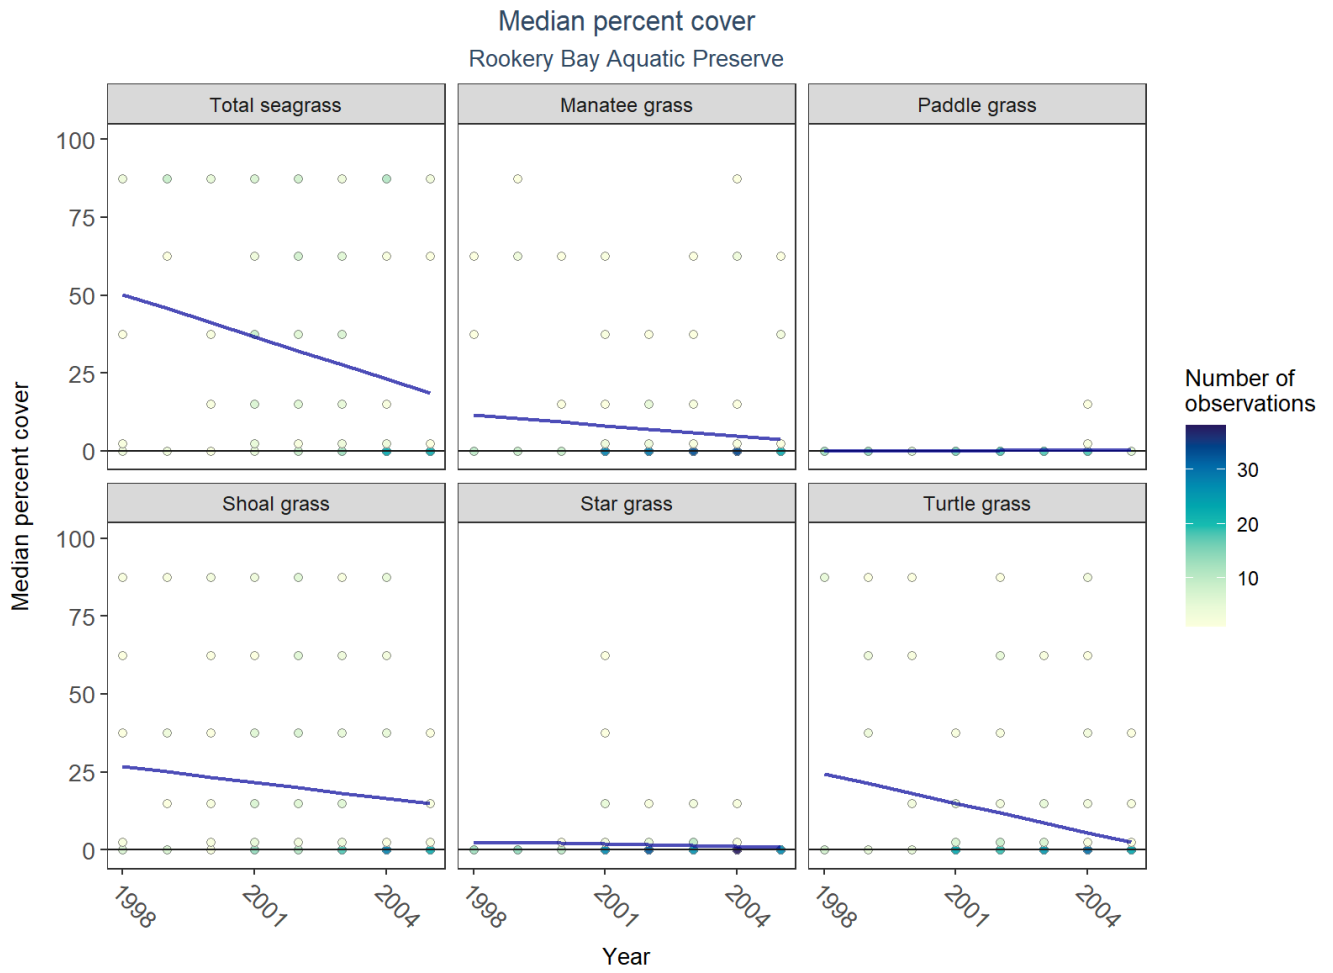 Median percent cover
Rookery Bay Aquatic Preserve
Total seagrass
Manatee grass
Paddle grass
100
75
50
25
0
Shoal grass
Star grass
Turtle grass
100
75
50
25
0
1998
2001
2004
1998
2001
2004
1998
2001
2004
Median percent cover
Year
Number of
observations
30
20
10